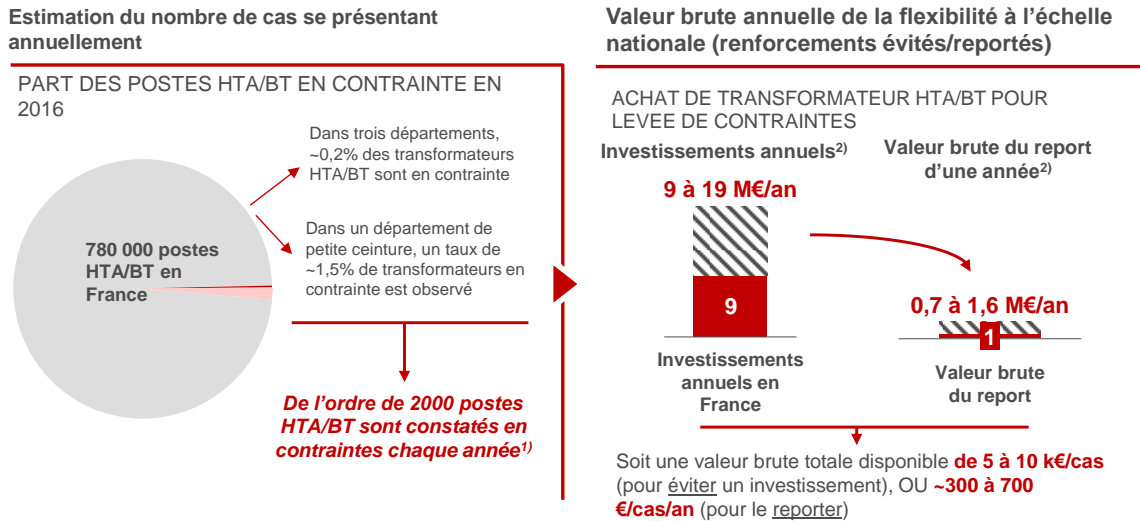 Estimation du nombre de cas se présentant
annuellement
PART DES POSTES HTA/BT EN CONTRAINTE EN
2016
Dans trois départements,
~0,2% des transformateurs
HTA/BT sont en contrainte
780 000 postes
HTA/BT en
France
Dans un département de
petite ceinture, un taux de
~1,5% de transformateurs en
contrainte est observé
De l’ordre de 2000 postes
HTA/BT sont constatés en
contraintes chaque année1)
Valeur brute annuelle de la flexibilité à l’échelle
nationale (renforcements évités/reportés)
ACHAT DE TRANSFORMATEUR HTA/BT POUR
LEVEE DE CONTRAINTES
Investissements annuels2)
9 à 19 M€/an
9
Investissements
annuels en
France
Valeur brute du report
d’une année2)
0,7 à 1,6 M€/an
1
Valeur brute
du report
Soit une valeur brute totale disponible de 5 à 10 k€/cas
(pour éviter un investissement), OU ~300 à 700
€/cas/an (pour le reporter)